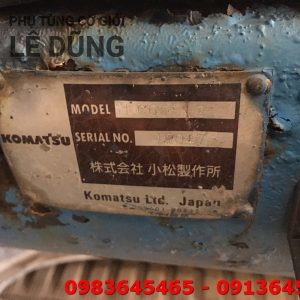 PHỤ TÙNG CƠ GIỚI
LÊ DŨNG
MODEL
KOMATSU
SERIAL NO.
株式会社 小松製作所
Komatsu Ltd. Japan
0983645465 - 0913645